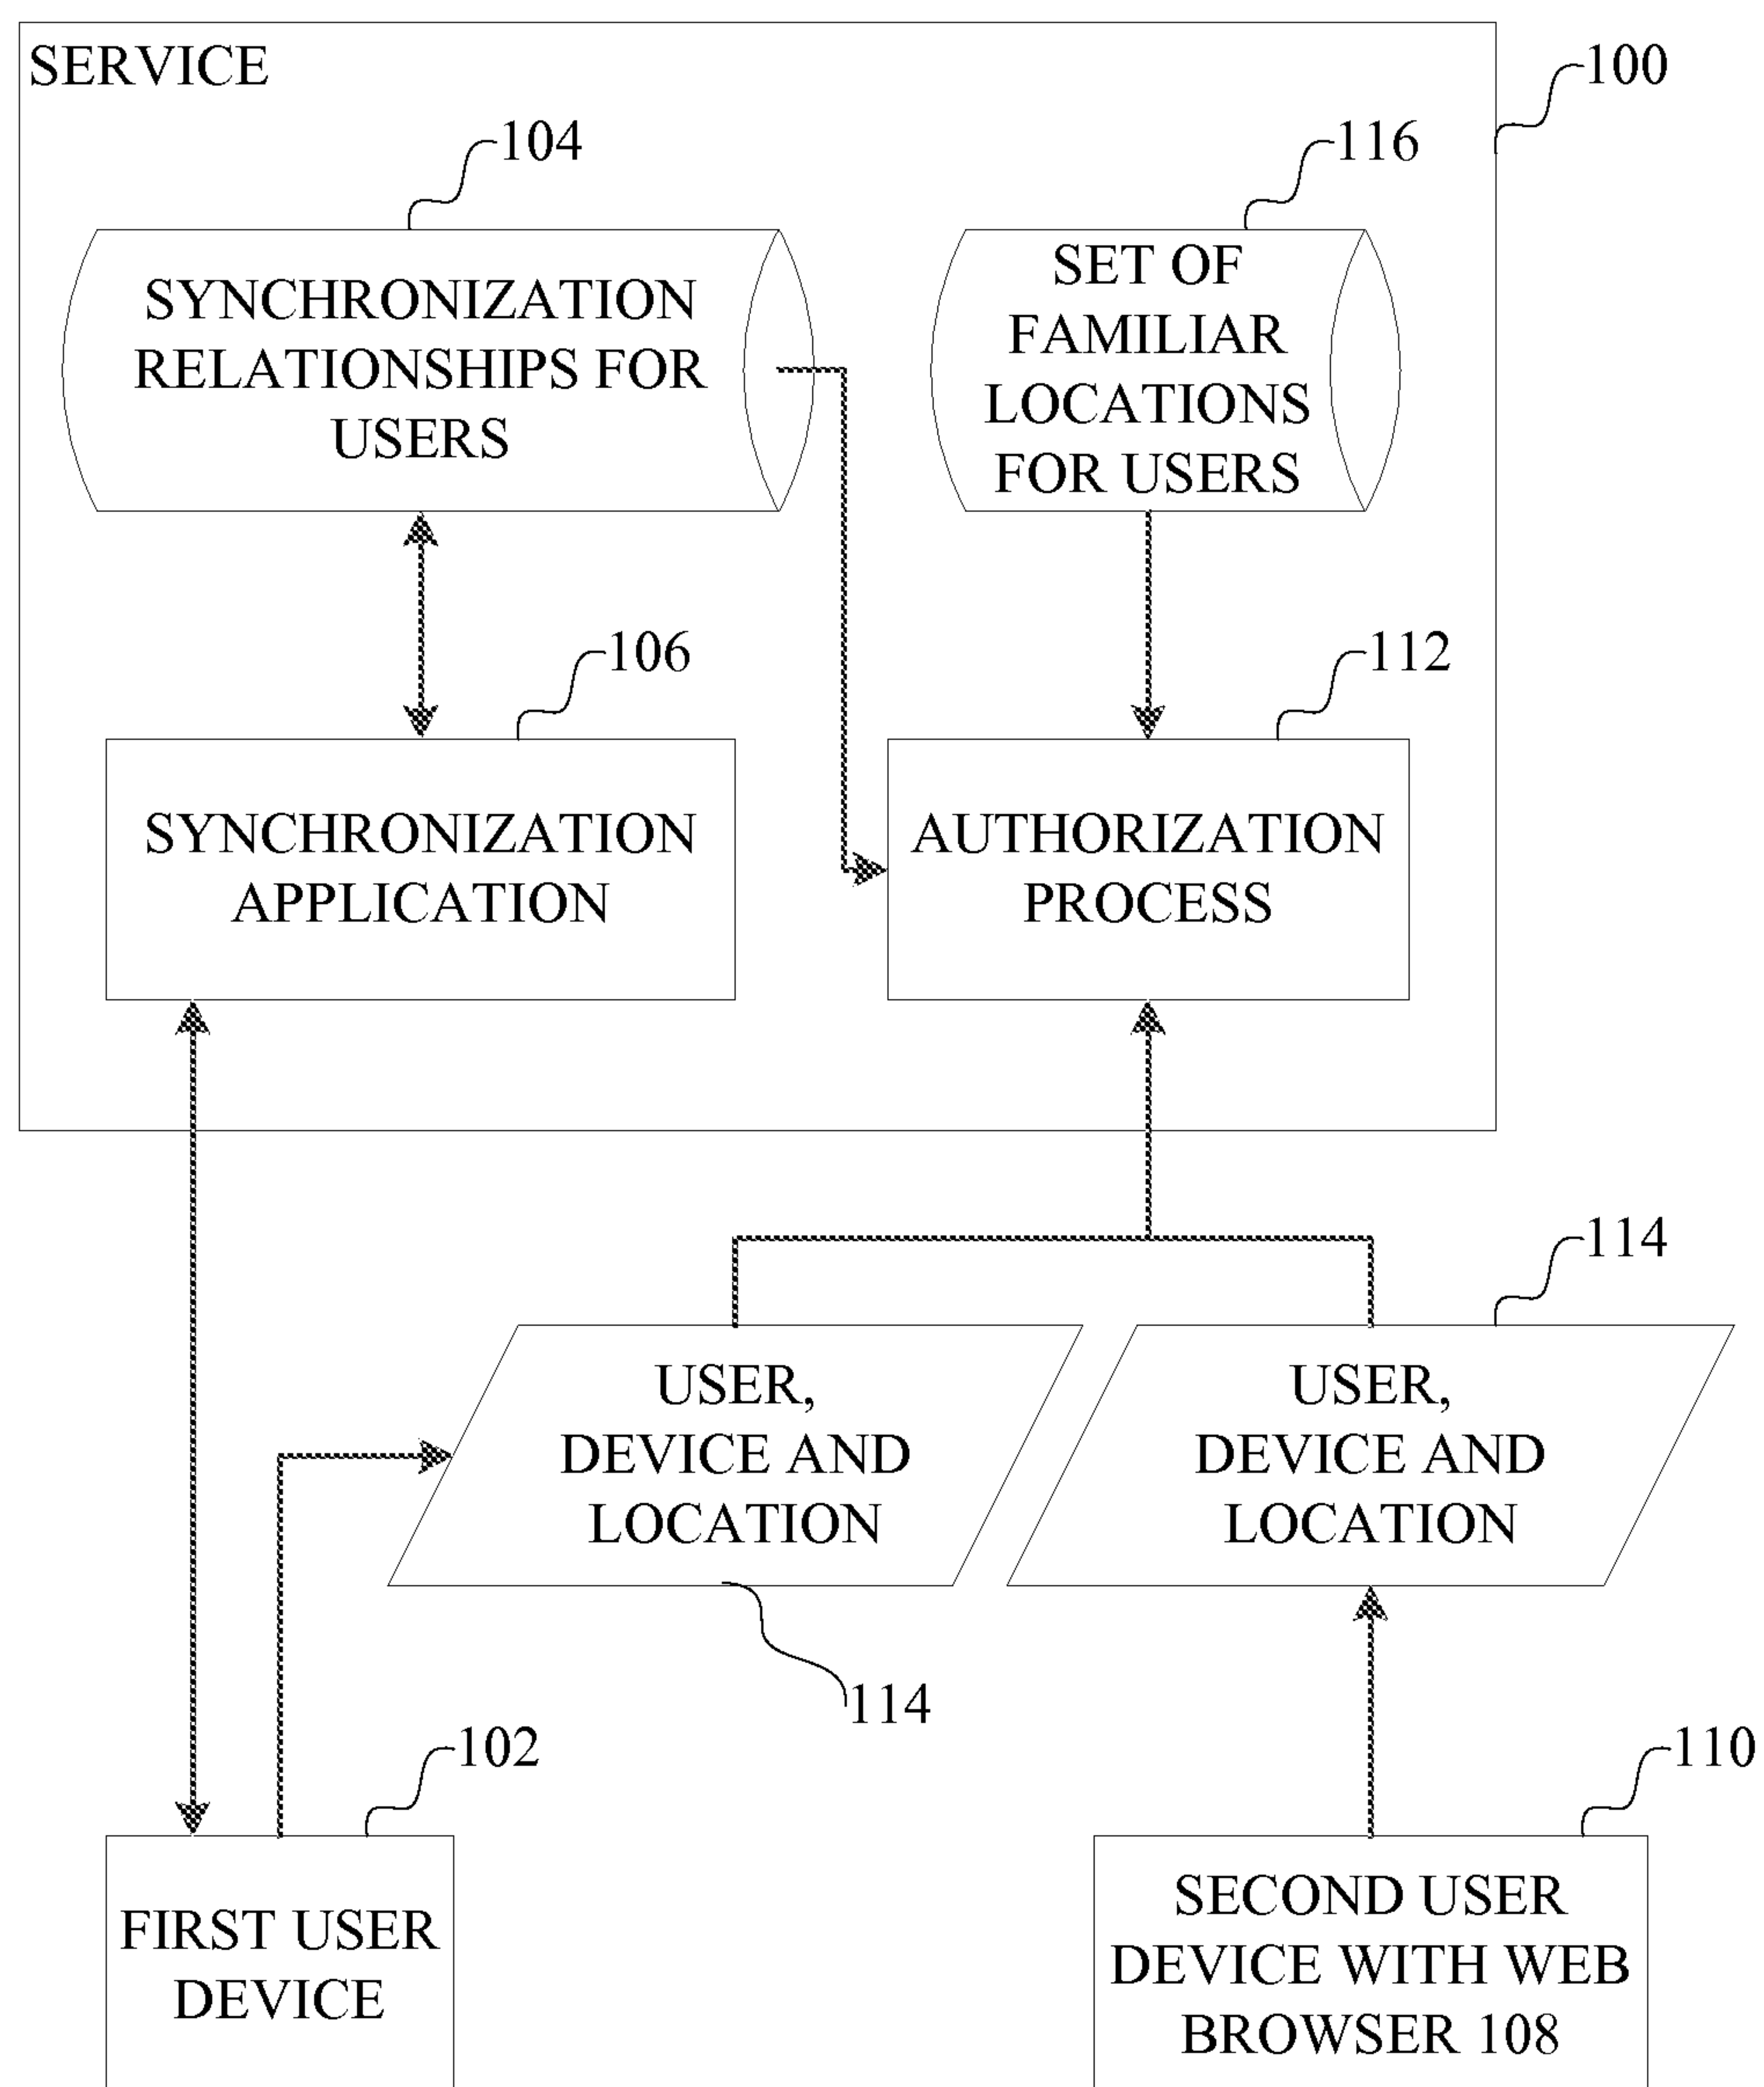 SERVICE
100
104
116
SYNCHRONIZATION
RELATIONSHIPS FOR
USERS
SET OF
FAMILIAR
LOCATIONS
FOR USERS
106
112
SYNCHRONIZATION
APPLICATION
AUTHORIZATION
PROCESS
114
USER,
DEVICE AND
LOCATION
USER,
DEVICE AND
LOCATION
114
102
110
FIRST USER
DEVICE
SECOND USER
DEVICE WITH WEB
BROWSER 108